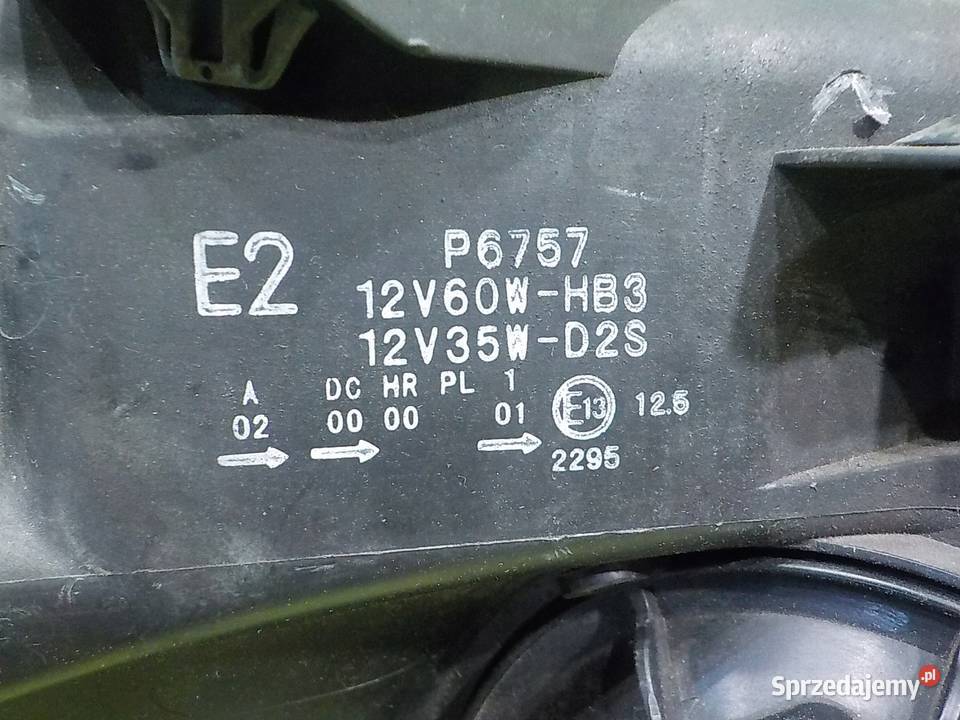 E2
P6757
12V60W-HB3
12V35W-D2S
A DC HR PL 1
02 00 00 01 E13 12.5
2295
Sprzedajemy.pl